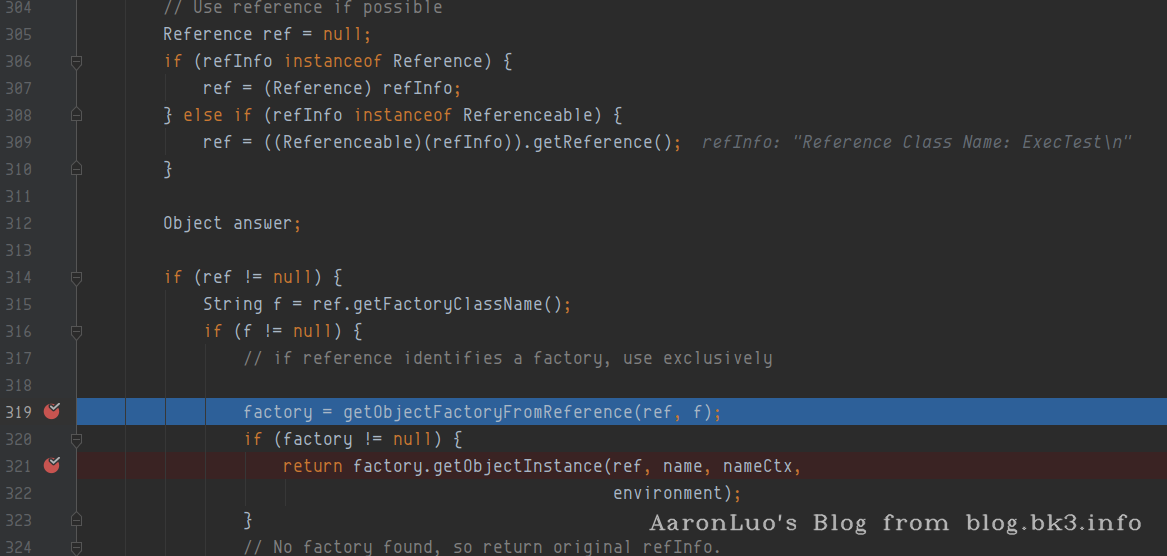 304 // Use reference if possible
305 Reference ref = null;
306 if (refInfo instanceof Reference) {
307 ref = (Reference) refInfo;
308 } else if (refInfo instanceof Referenceable) {
309 ref = ((Referenceable)(refInfo)).getReference(); refInfo: "Reference Class Name: ExecTest\n"
310 }
311
312 Object answer;
313
314 if (ref != null) {
315 String f = ref.getFactoryClassName();
316 if (f != null) {
317 // if reference identifies a factory, use exclusively
318
319 factory = getObjectFactoryFromReference(ref, f);
320 if (factory != null) {
321 return factory.getObjectInstance(ref, name, nameCtx,
322 environment);
323 }
AaronLuo's Blog from blog.bk3.info
324 // No factory found, so return original refInfo.